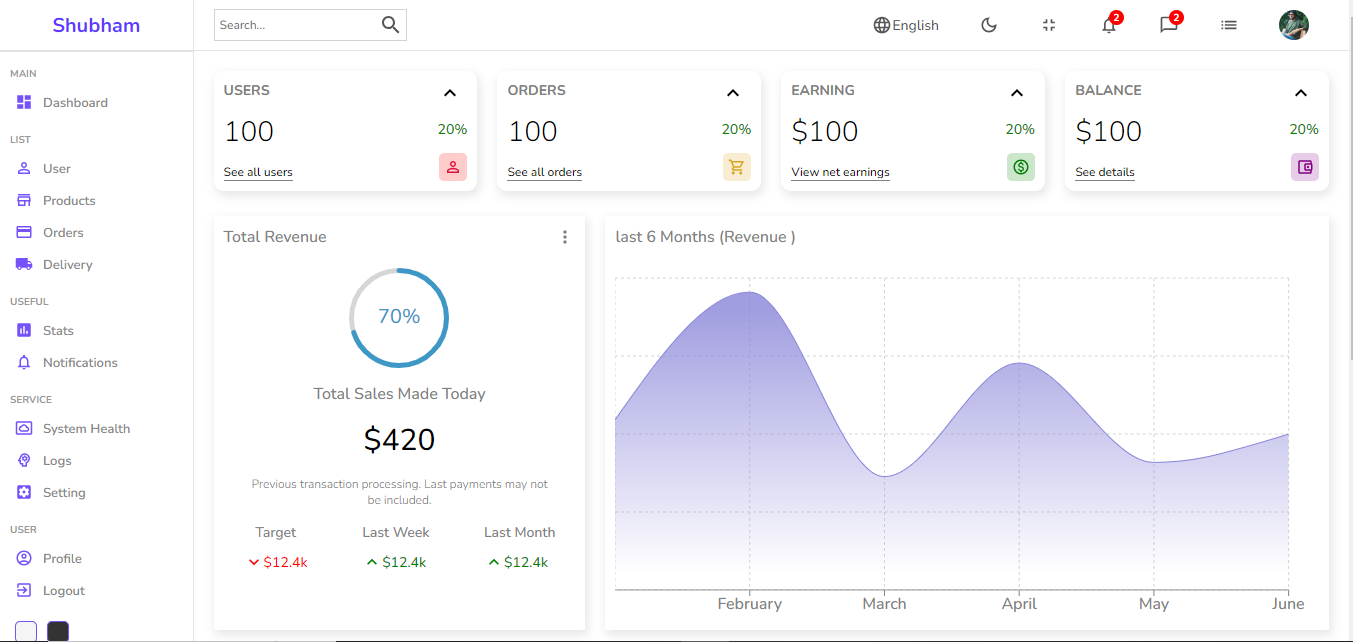 Shubham
Search...
English
2
2
MAIN
Dashboard
LIST
User
Products
Orders
Delivery
USEFUL
Stats
Notifications
SERVICE
System Health
Logs
Setting
USER
Profile
Logout
USERS
100
20%
See all users
ORDERS
100
20%
See all orders
EARNING
$100
20%
View net earnings
BALANCE
$100
20%
See details
Total Revenue
70%
Total Sales Made Today
$420
Previous transaction processing. Last payments may not
be included.
Target
Last Week
Last Month
$12.4k
$12.4k
$12.4k
last 6 Months (Revenue )
February
March
April
May
June